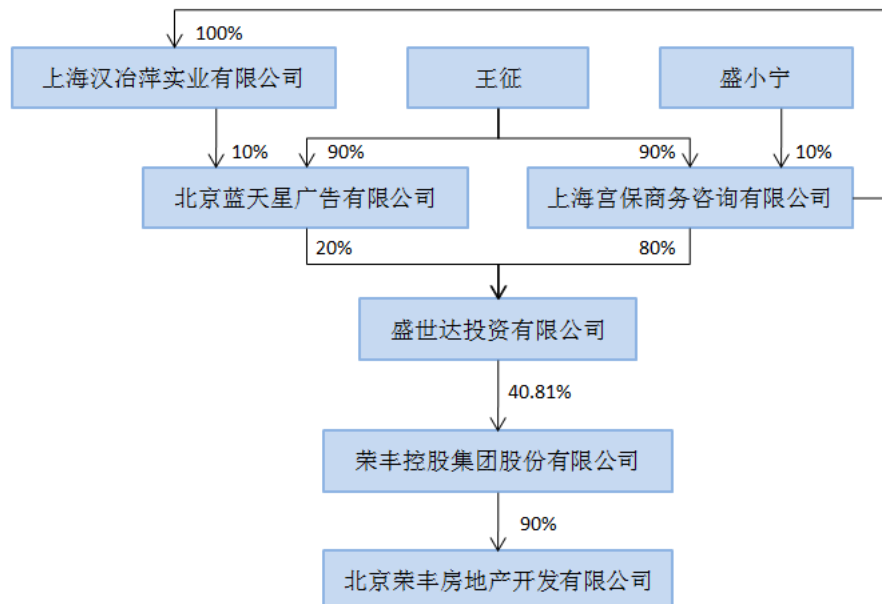 100%
上海汉冶萍实业有限公司
王征
盛小宁
10%
90%
90%
10%
北京蓝天星广告有限公司
上海宫保商务咨询有限公司
20%
80%
盛世达投资有限公司
40.81%
荣丰控股集团股份有限公司
90%
北京荣丰房地产开发有限公司